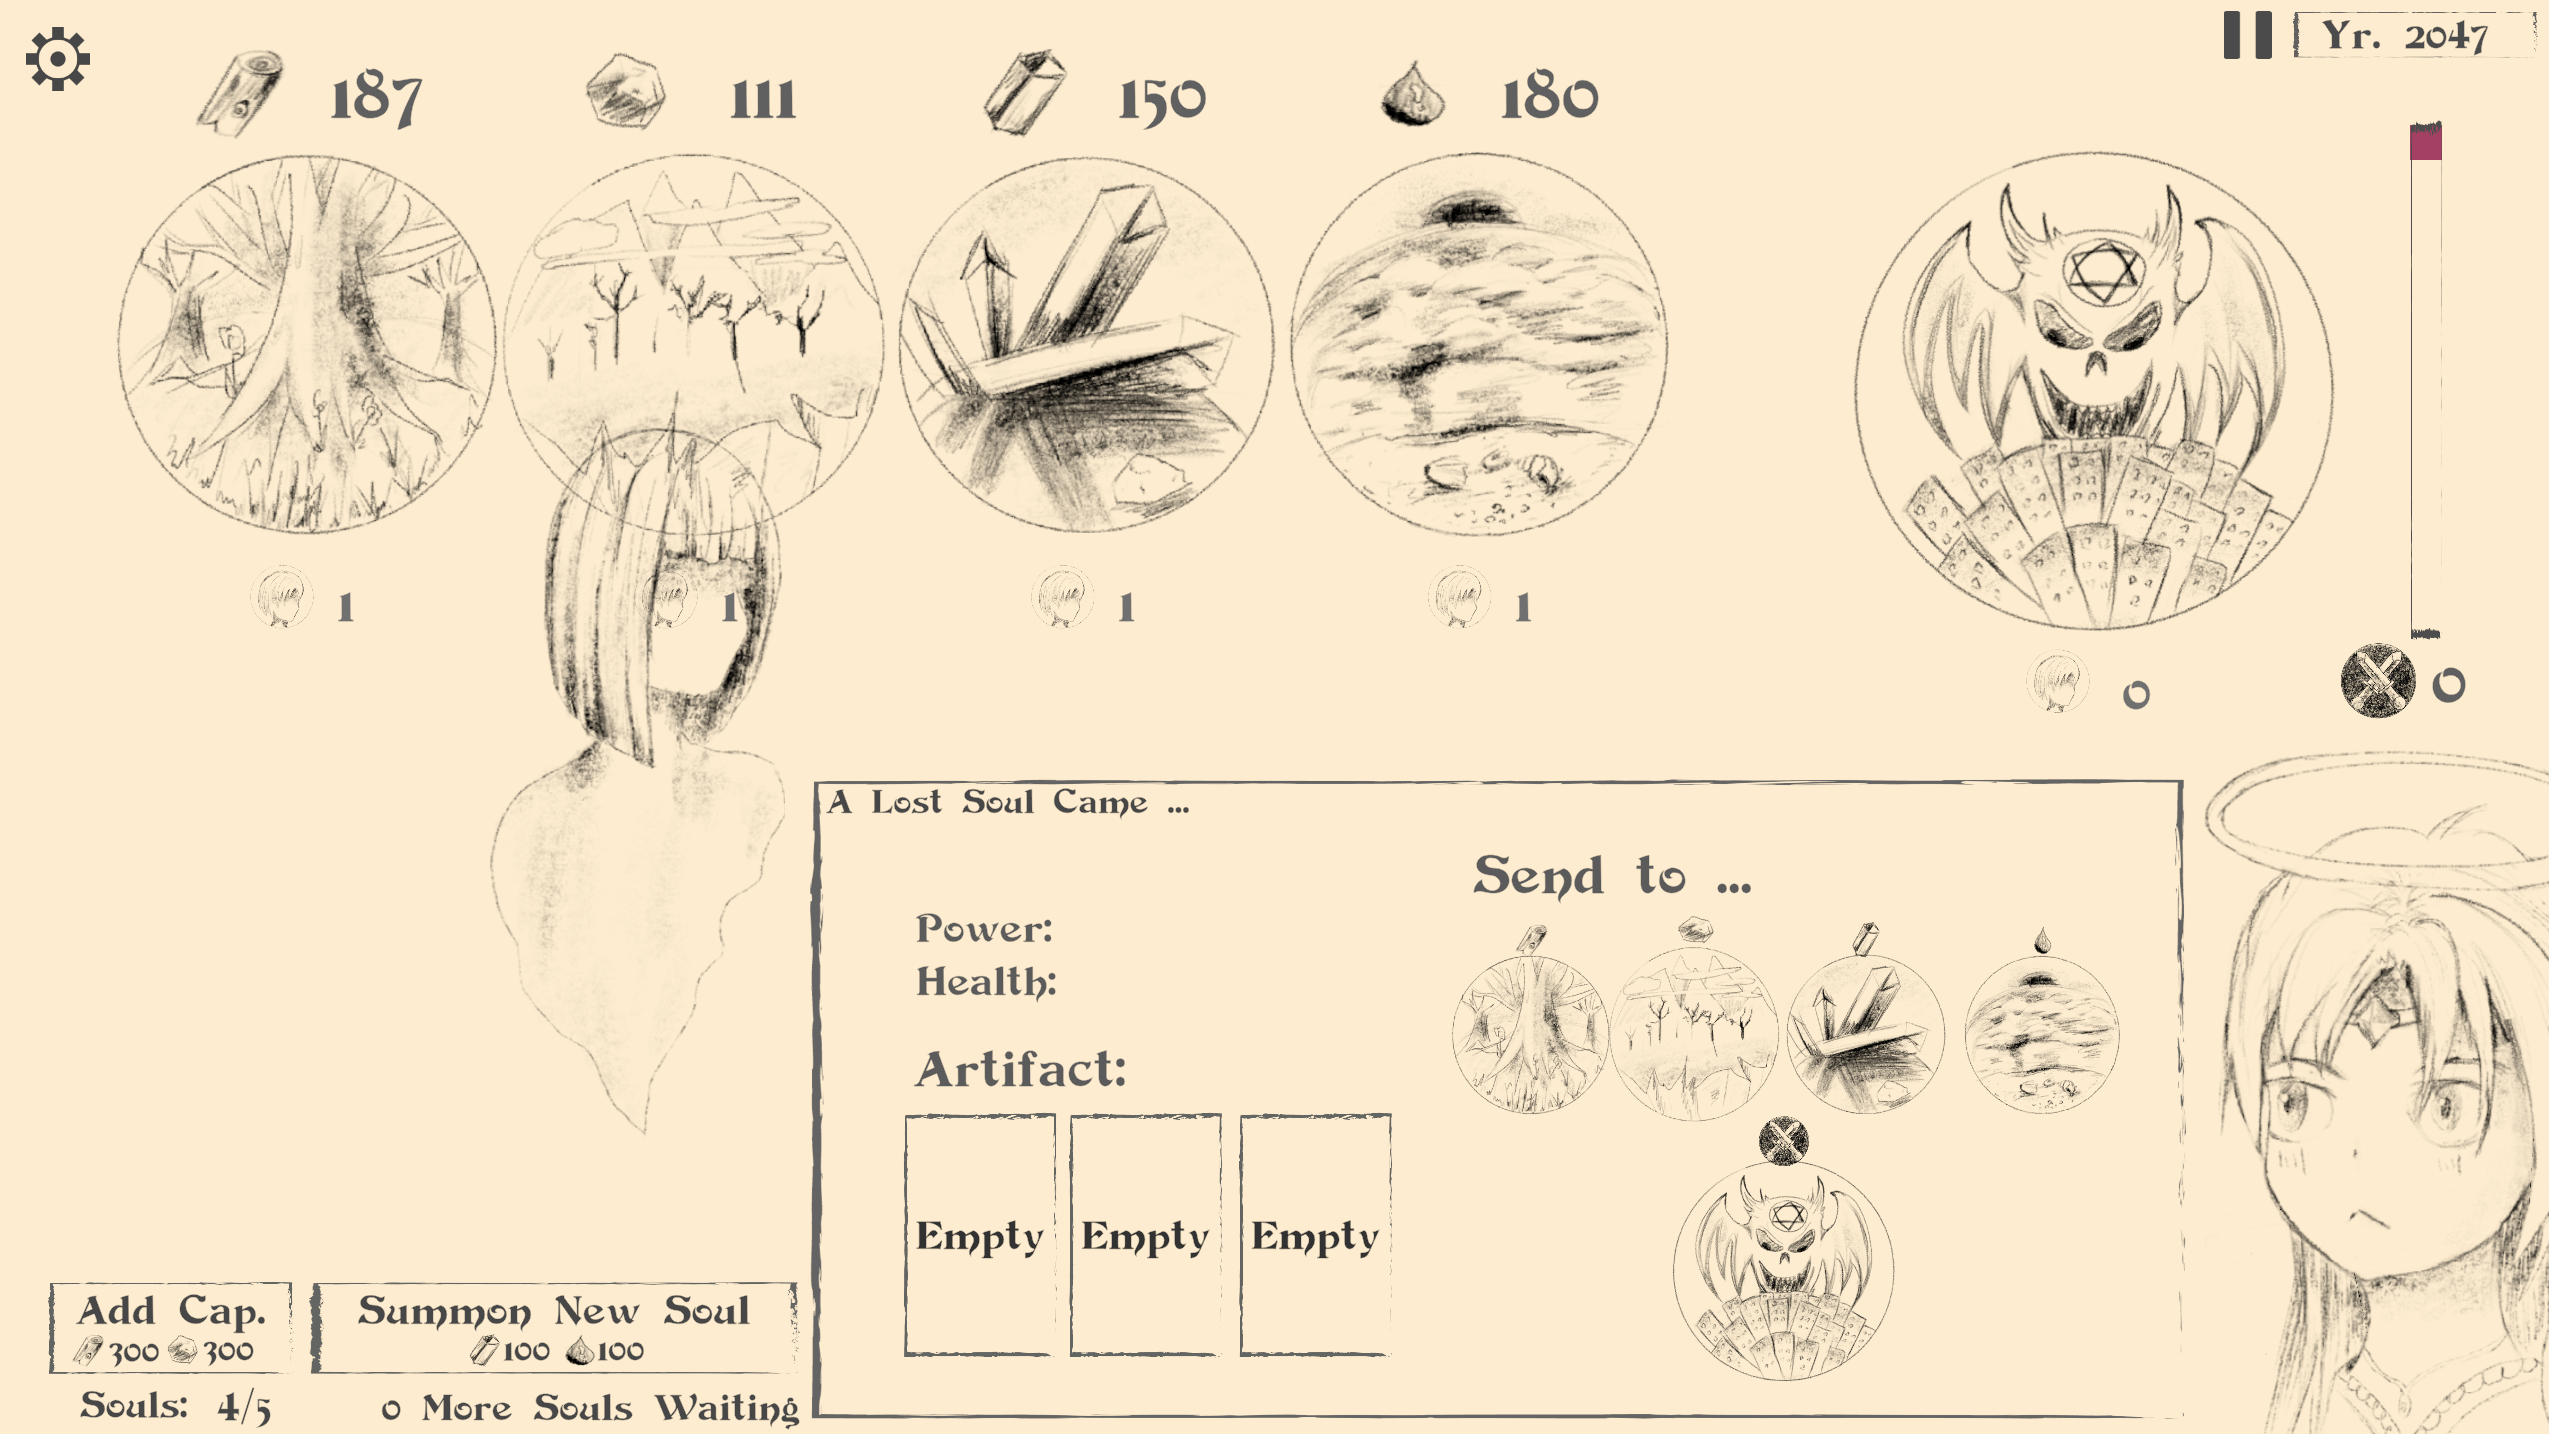 187
111
150
180
Yr. 2047
1
1
1
1
0
0
A Lost Soul Came ...
Send to ...
Power:
Health:
Artifact:
Empty
Empty
Empty
Add Cap.
300 300
Summon New Soul
100 100
Souls: 4/5
0 More Souls Waiting